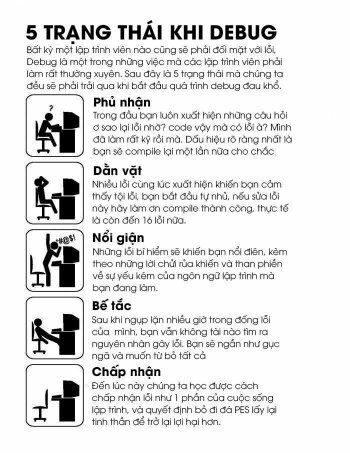 5 TRẠNG THÁI KHI DEBUG
Bất kỳ một lập trình viên nào cũng sẽ phải đối mặt với lỗi,
Debug là một trong những việc mà các lập trình viên phải
làm rất thường xuyên. Sau đây là 5 trạng thái mà chúng ta
đều sẽ phải trải qua khi bắt đầu quá trình debug đau khổ.
?
Phủ nhận
Trong đầu bạn luôn xuất hiện những câu hỏi
ơ sao lại lỗi nhờ? code vậy mà có lỗi à? Mình
đã làm rất kỹ rồi mà. Dấu hiệu rõ ràng nhất là
bạn sẽ compile lại một lần nữa cho chắc
Dằn vặt
Nhiều lỗi cùng lúc xuất hiện khiến bạn cảm
thấy tội lỗi, bạn bắt đầu tự nhủ, nếu sửa lỗi
này hãy làm ơn compile thành công, thực tế
là còn đến 16 lỗi nữa.
*#@$!
Nổi giận
Những lỗi bí hiểm sẽ khiến bạn nổi điên, kèm
theo những lời chửi rủa khiến và than phiền
về sự yếu kém của ngôn ngữ lập trình mà
bạn đang làm.
Bế tắc
Sau khi ngụp lặn nhiều giờ trong đống lỗi
của mình, bạn vẫn không tài nào tìm ra
nguyên nhân gây lỗi. Bạn sẽ ngần như gục
ngã và muốn từ bỏ tất cả
Chấp nhận
Đến lúc này chúng ta học được cách
chấp nhận lỗi như 1 phần của cuộc sống
lập trình, và quyết định bỏ đi đá PES lấy lại
tinh thần để trở lại lợi hại hơn.